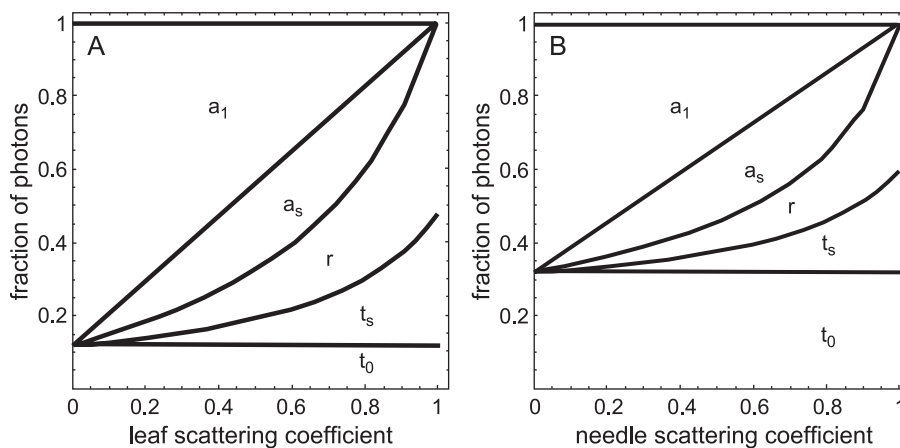 A
fraction of photons
1
0.8
0.6
0.4
0.2
a1
as
r
ts
t0
0 0.2 0.4 0.6 0.8 1
leaf scattering coefficient
B
fraction of photons
1
0.8
0.6
0.4
0.2
a1
as
r
ts
t0
0 0.2 0.4 0.6 0.8 1
needle scattering coefficient